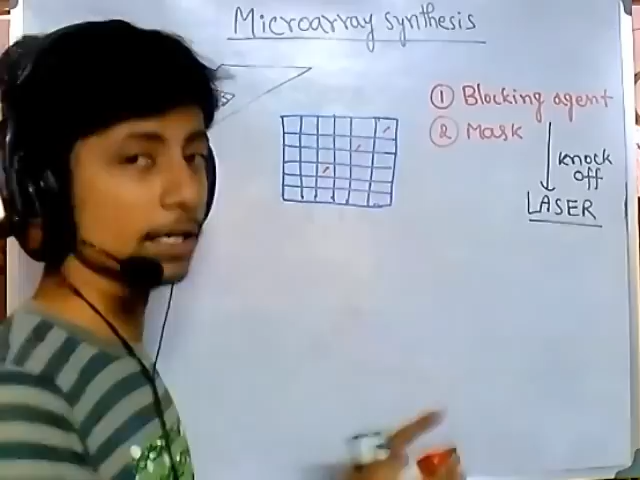 Microarray synthesis
① Blocking agent
② Mask
knock
off
LASER